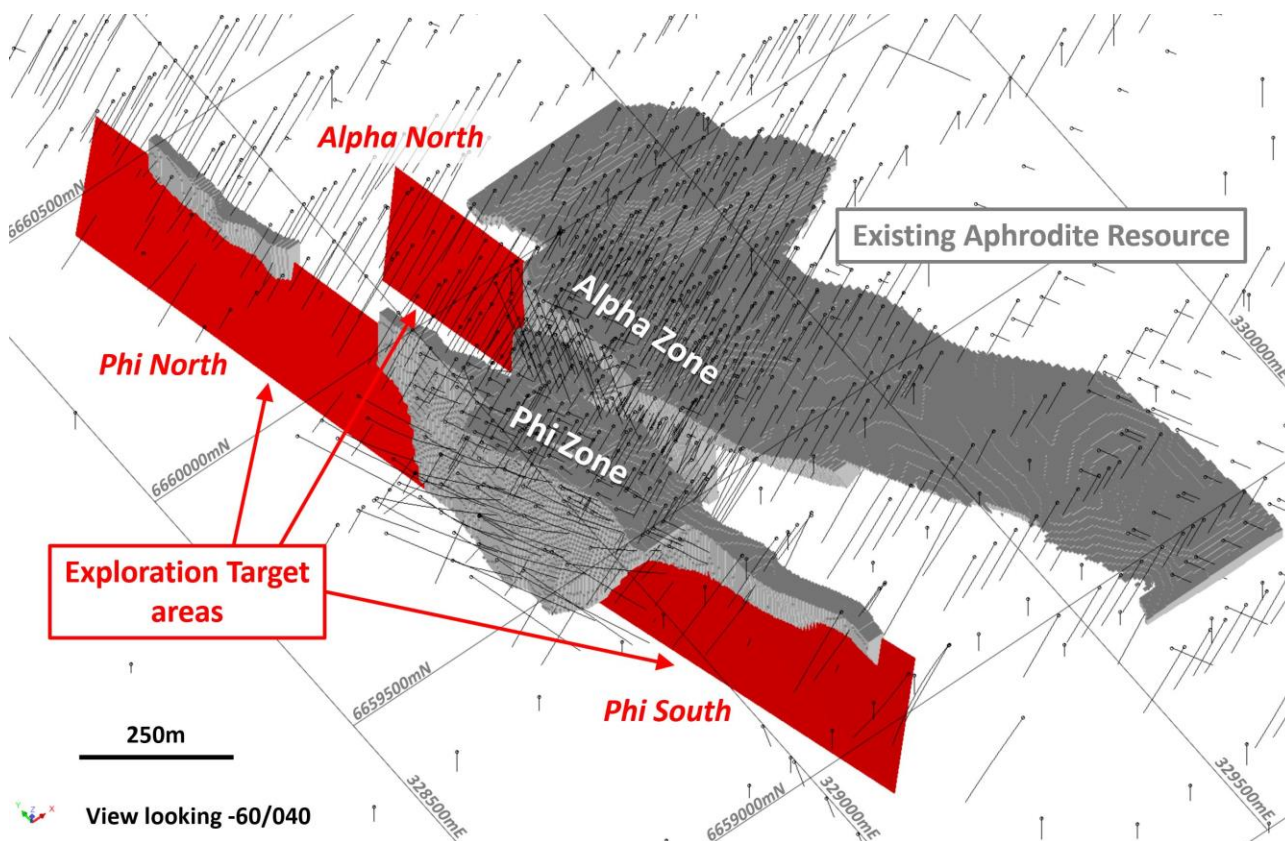 Alpha North
6660500mN
Existing Aphrodite Resource
Alpha Zone
330000mE
Phi North
Phi Zone
6660000mN
Exploration Target
areas
6659500mN
Phi South
250m
328500mE
329000mE
6659000mN
329500mE
Y Z X
View looking -60/040